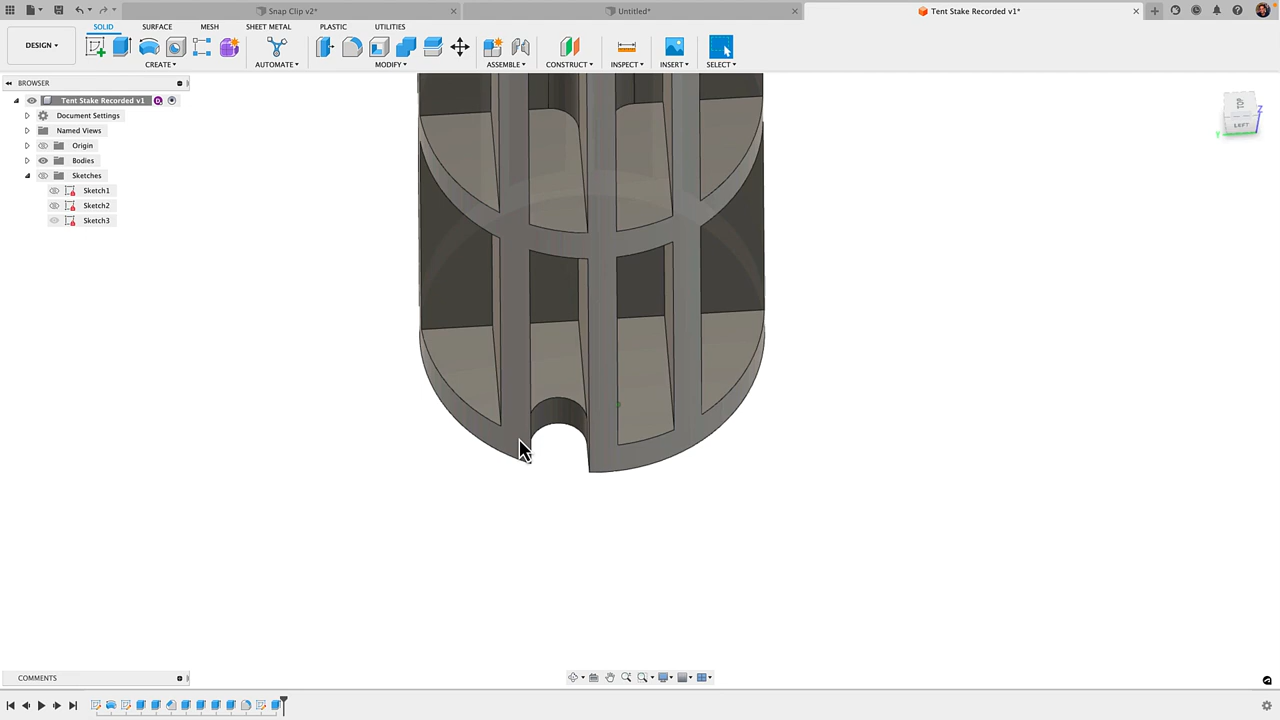 Snap Clip v2*
Untitled*
Tent Stake Recorded v1*
DESIGN
SOLID SURFACE MESH SHEET METAL PLASTIC UTILITIES
CREATE AUTOMATE MODIFY ASSEMBLE CONSTRUCT INSPECT INSERT SELECT
BROWSER
Tent Stake Recorded v1
Document Settings
Named Views
Origin
Bodies
Sketches
Sketch1
Sketch2
Sketch3
LEFT
Z
Y
COMMENTS